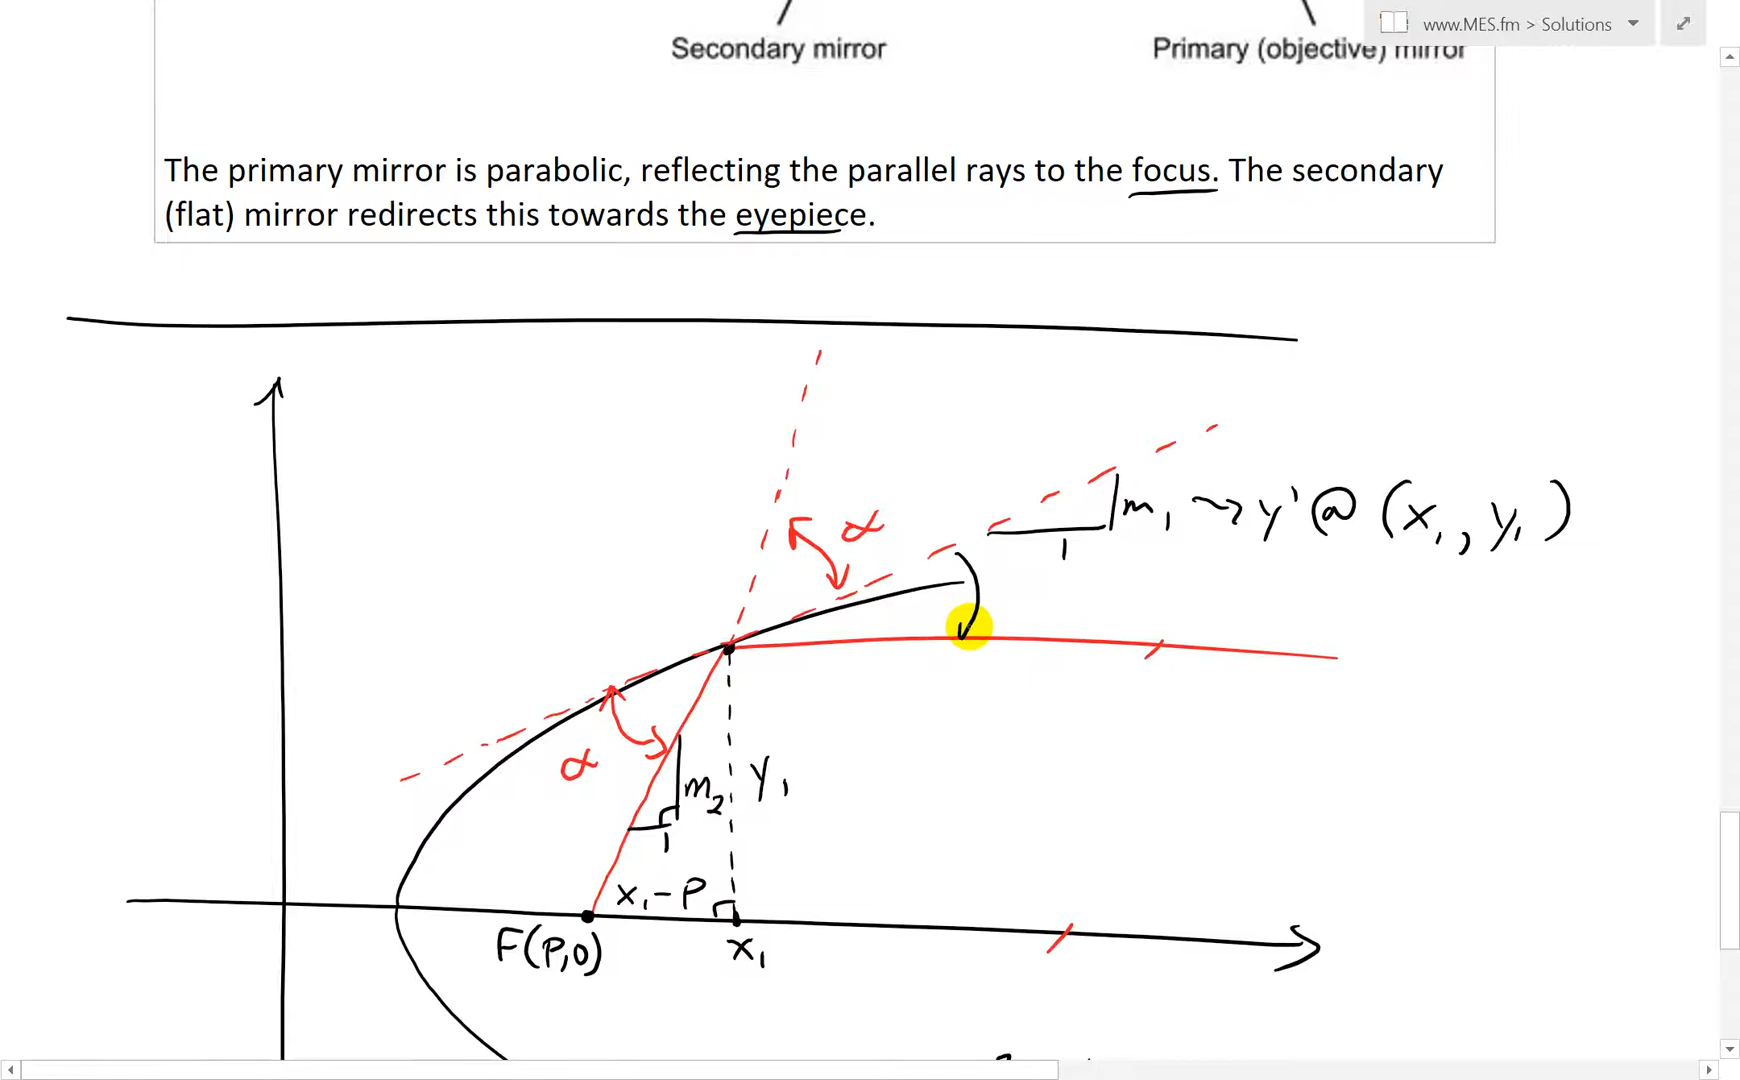 www.MES.fm > Solutions
Secondary mirror
Primary (objective) mirror
The primary mirror is parabolic, reflecting the parallel rays to the focus. The secondary
(flat) mirror redirects this towards the eyepiece.
α
m₁ ⇝ y' @ (x₁, y₁)
1
α
m₂
y₁
1
x₁-P
F(P,0)
x₁